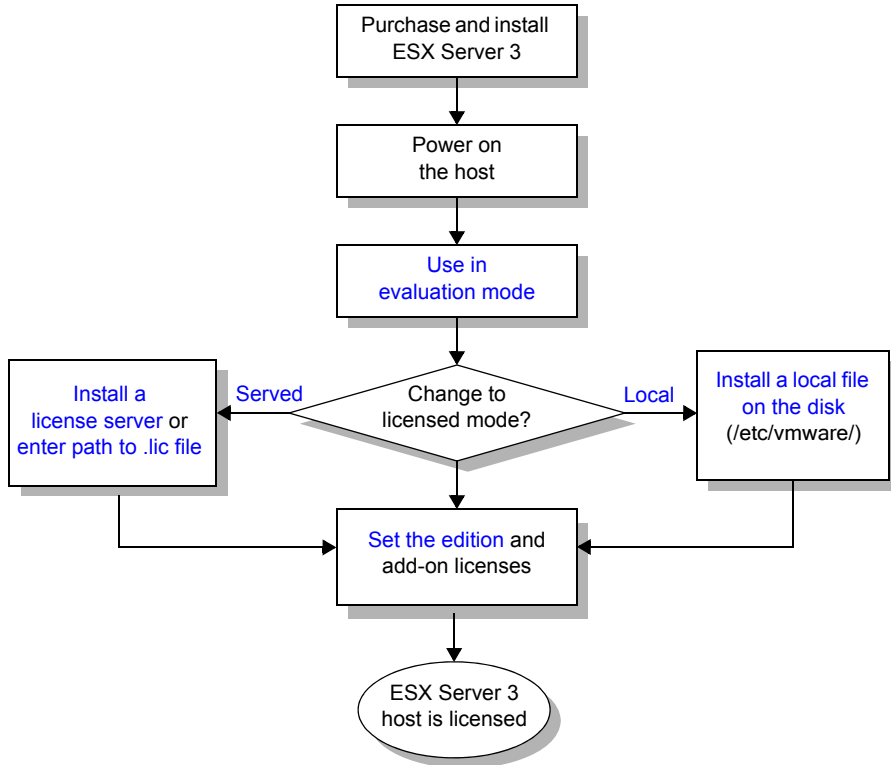 Purchase and install
ESX Server 3
Power on
the host
Use in
evaluation mode
Change to
licensed mode?
Served
Install a
license server or
enter path to .lic file
Local
Install a local file
on the disk
(/etc/vmware/)
Set the edition and
add-on licenses
ESX Server 3
host is licensed